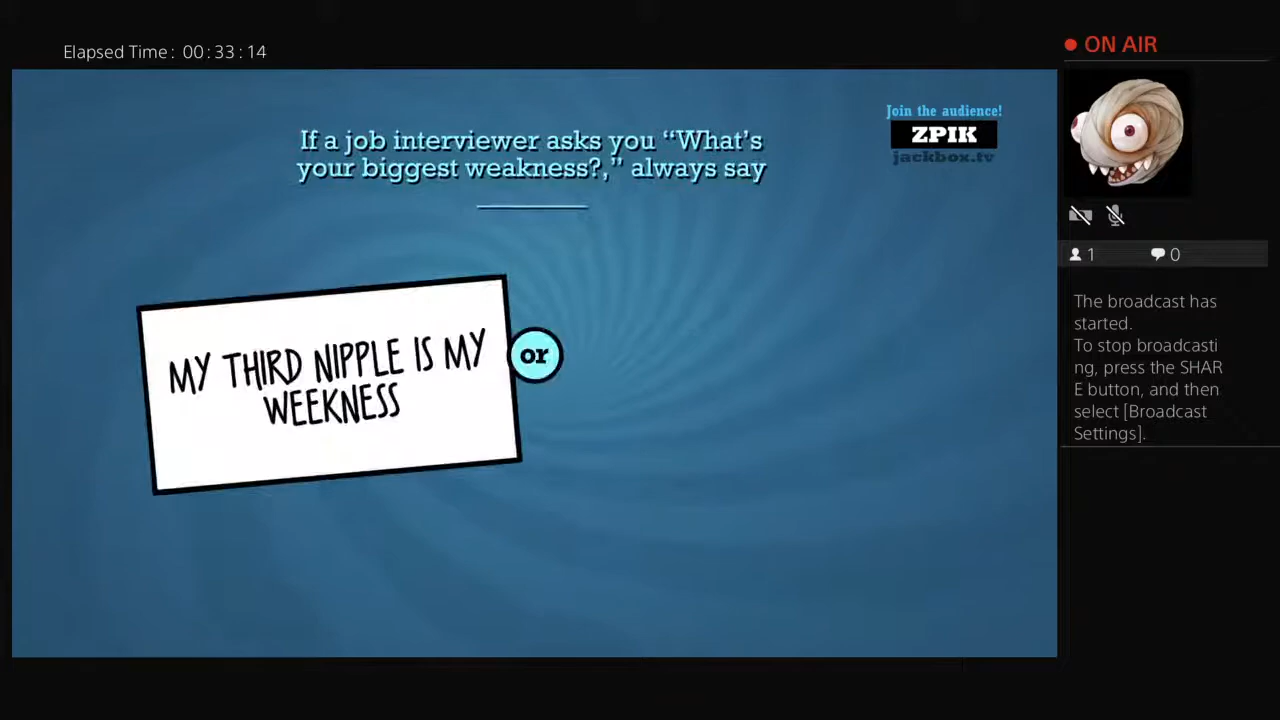 Elapsed Time: 00:33:14
ON AIR
Join the audience!
ZPIK
jackbox.tv
If a job interviewer asks you “What’s
your biggest weakness?,” always say
MY THIRD NIPPLE IS MY
WEEKNESS
or
1
0
The broadcast has
started.
To stop broadcasti
ng, press the SHAR
E button, and then
select [Broadcast
Settings].